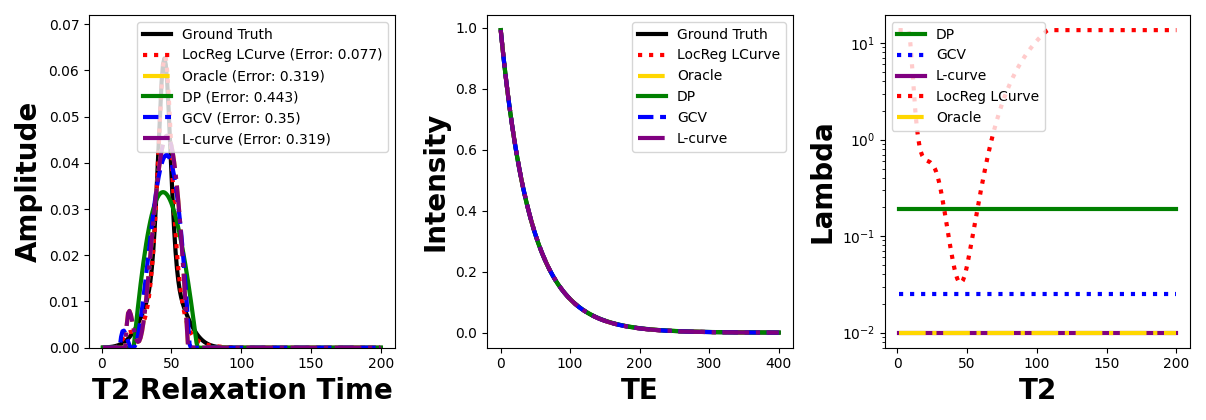 Amplitude
0.07
0.06
0.05
0.04
0.03
0.02
0.01
0.00
Ground Truth
LocReg LCurve (Error: 0.077)
Oracle (Error: 0.319)
DP (Error: 0.443)
GCV (Error: 0.35)
L-curve (Error: 0.319)
0 50 100 150 200
T2 Relaxation Time
Intensity
1.0
0.8
0.6
0.4
0.2
0.0
Ground Truth
LocReg LCurve
Oracle
DP
GCV
L-curve
0 100 200 300 400
TE
Lambda
10¹
10⁰
10⁻¹
10⁻²
DP
GCV
L-curve
LocReg LCurve
Oracle
0 50 100 150 200
T2